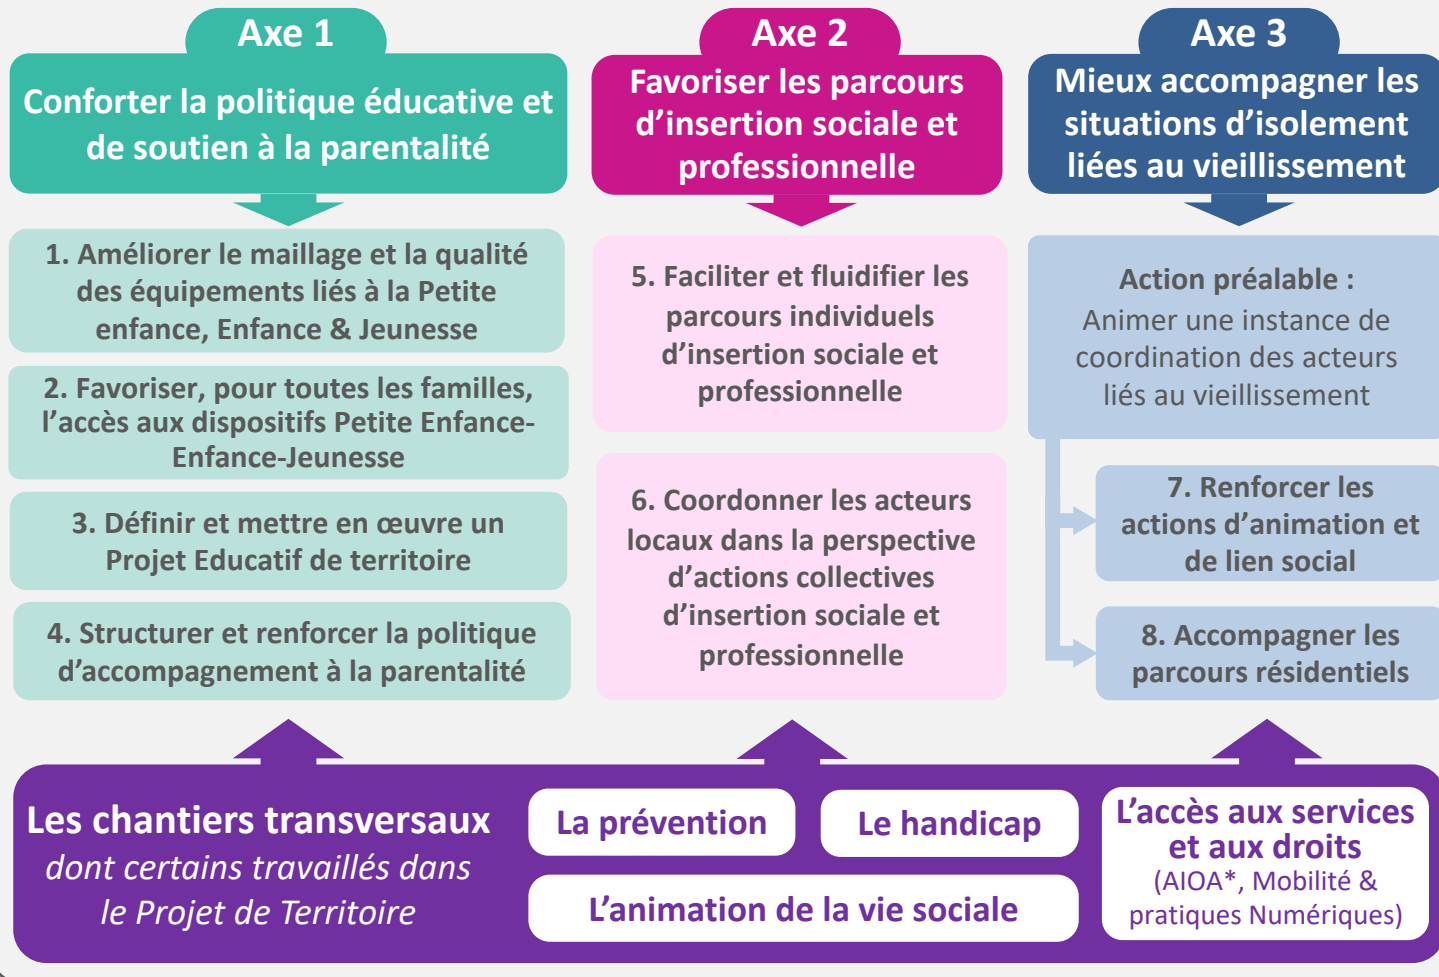 Axe 1
Conforter la politique éducative et
de soutien à la parentalité
1. Améliorer le maillage et la qualité
des équipements liés à la Petite
enfance, Enfance & Jeunesse
2. Favoriser, pour toutes les familles,
l’accès aux dispositifs Petite Enfance-
Enfance-Jeunesse
3. Définir et mettre en œuvre un
Projet Educatif de territoire
4. Structurer et renforcer la politique
d’accompagnement à la parentalité
Axe 2
Favoriser les parcours
d’insertion sociale et
professionnelle
5. Faciliter et fluidifier les
parcours individuels
d’insertion sociale et
professionnelle
6. Coordonner les acteurs
locaux dans la perspective
d’actions collectives
d’insertion sociale et
professionnelle
Axe 3
Mieux accompagner les
situations d’isolement
liées au vieillissement
Action préalable :
Animer une instance de
coordination des acteurs
liés au vieillissement
7. Renforcer les
actions d’animation et
de lien social
8. Accompagner les
parcours résidentiels
Les chantiers transversaux
dont certains travaillés dans
le Projet de Territoire
La prévention
Le handicap
L’animation de la vie sociale
L’accès aux services
et aux droits
(AIOA*, Mobilité &
pratiques Numériques)